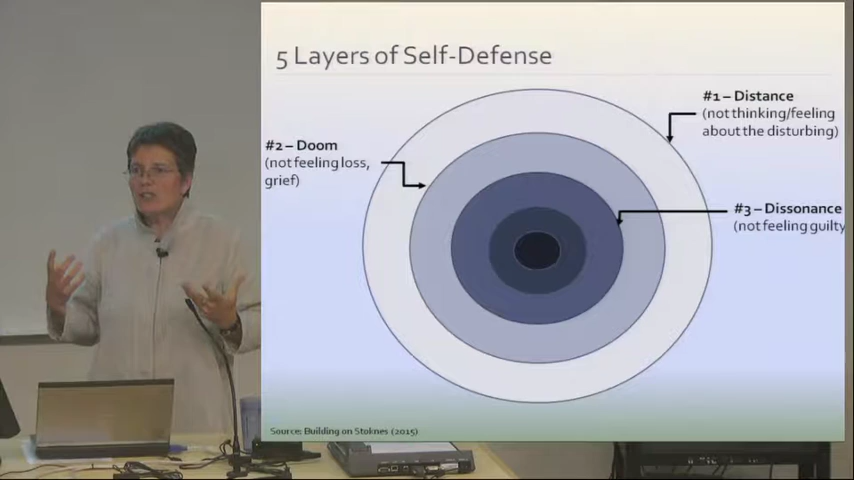 5 Layers of Self-Defense
#1 – Distance
(not thinking/feeling
about the disturbing)
#2 – Doom
(not feeling loss,
grief)
#3 – Dissonance
(not feeling guilty
Source: Building on Stoknes (2015)